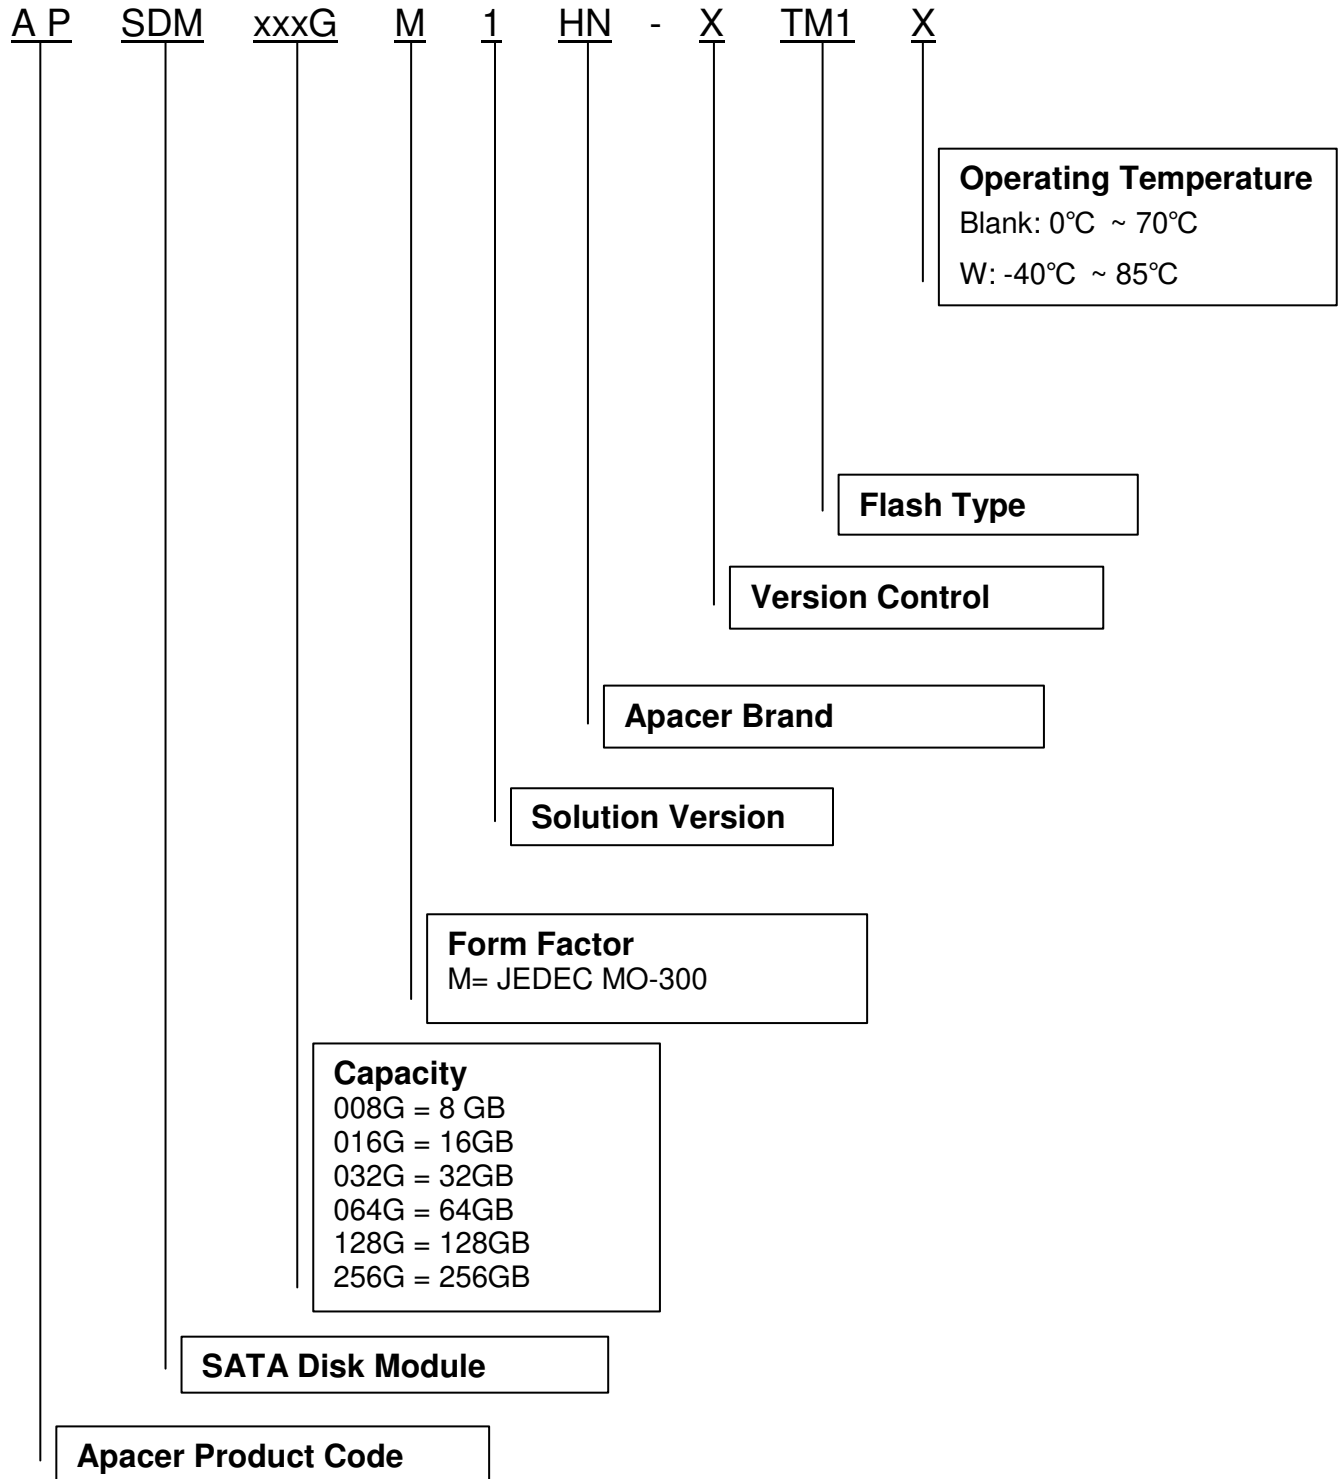 A P SDM xxxG M 1 HN - X TM1 X
Operating Temperature
Blank: 0℃ ~ 70℃
W: -40℃ ~ 85℃
Flash Type
Version Control
Apacer Brand
Solution Version
Form Factor
M= JEDEC MO-300
Capacity
008G = 8 GB
016G = 16GB
032G = 32GB
064G = 64GB
128G = 128GB
256G = 256GB
SATA Disk Module
Apacer Product Code